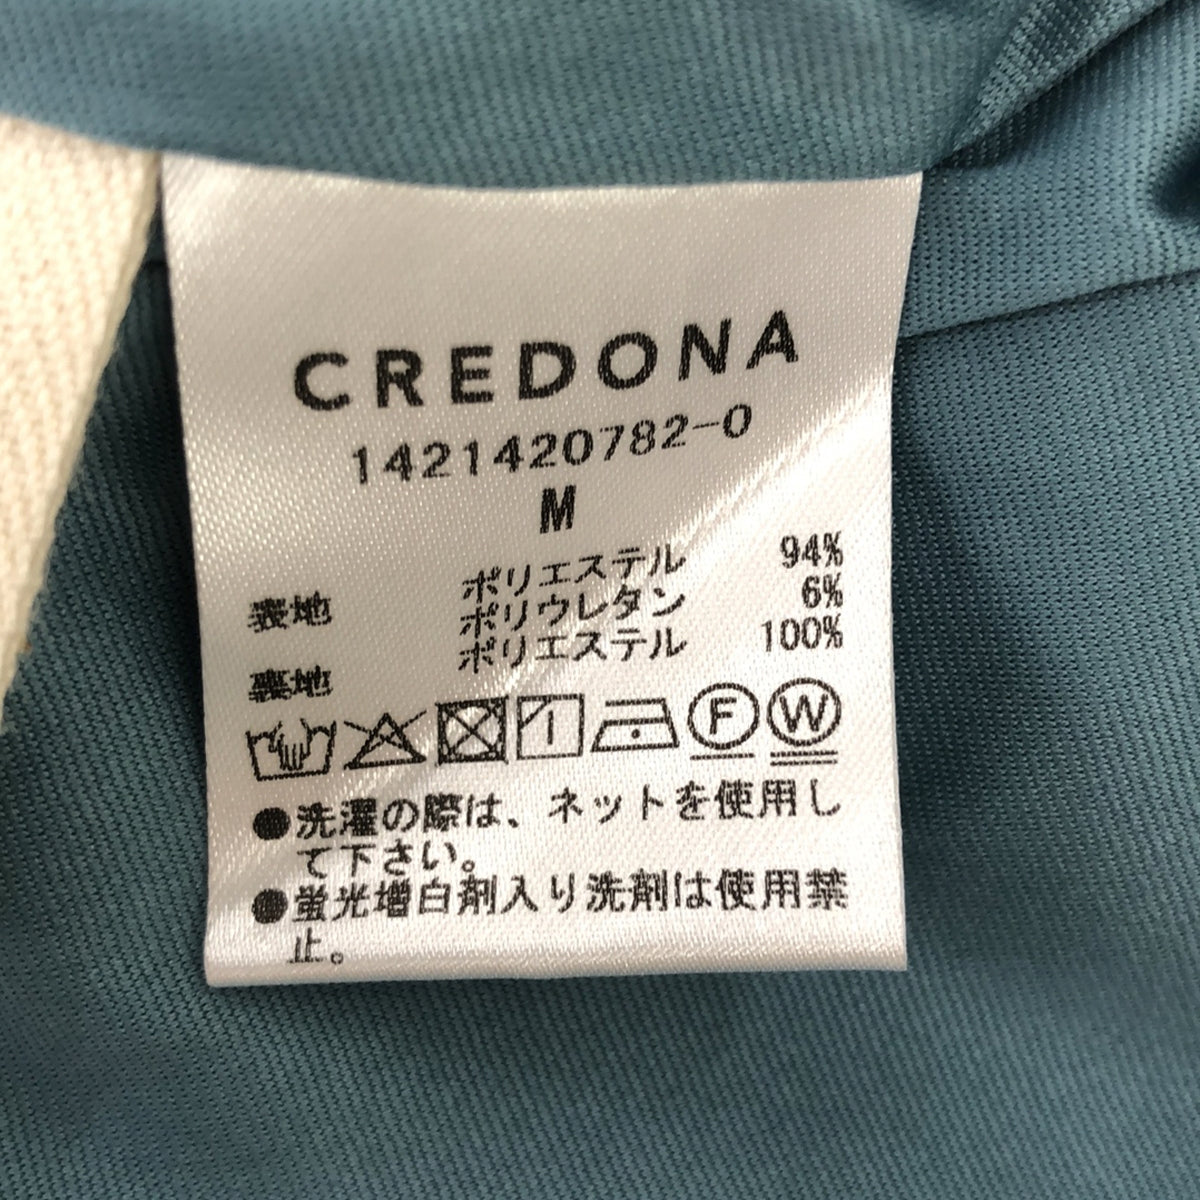 CREDONA
1421420782-0
M
表地 ポリエステル 94%
ポリウレタン 6%
裏地 ポリエステル 100%
F W
●洗濯の際は、ネットを使用し
て下さい。
●蛍光増白剤入り洗剤は使用禁
止。